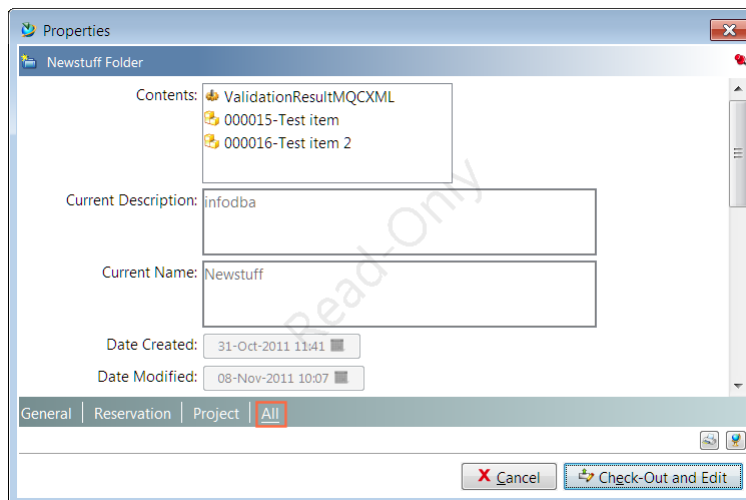 Properties
Newstuff Folder
Contents: ValidationResultMQCXML
000015-Test item
000016-Test item 2
Current Description: infodba
Current Name: Newstuff
Read-Only
Date Created: 31-Oct-2011 11:41
Date Modified: 08-Nov-2011 10:07
General Reservation Project All
Cancel Check-Out and Edit